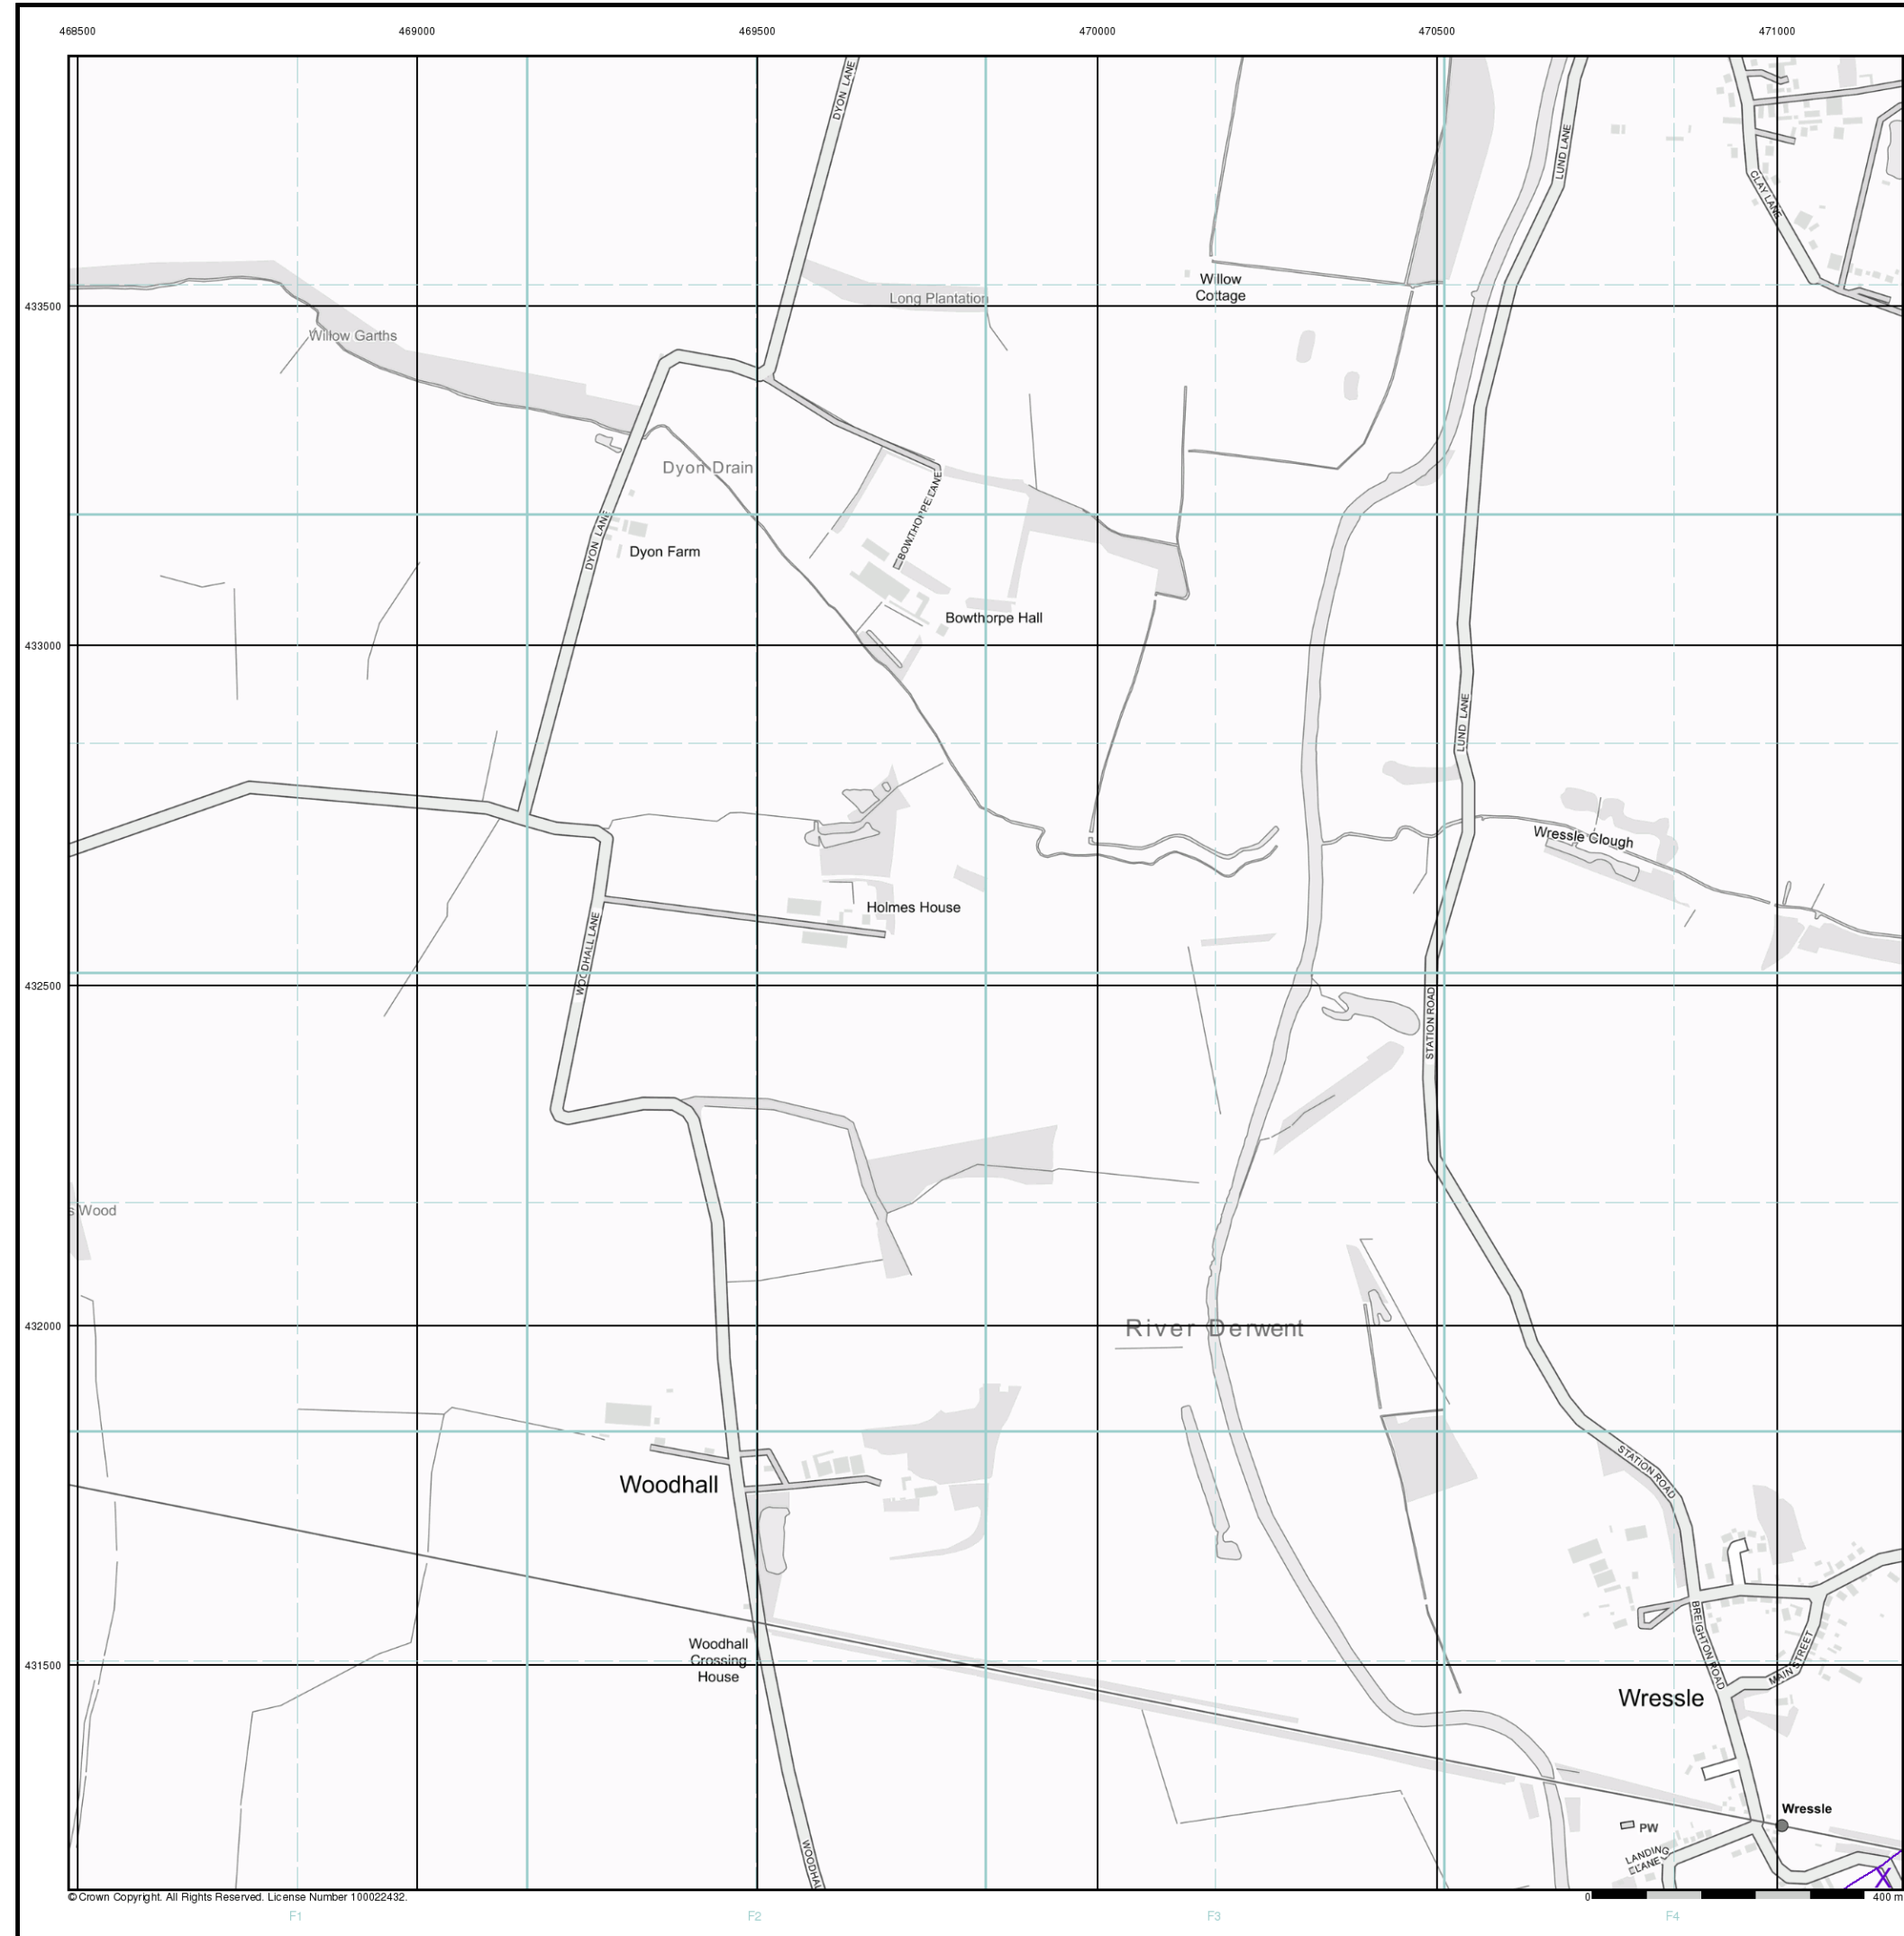 468500 469000 469500 470000 470500 471000
DYON LANE
LUND LANE
CLAY LANE
Willow
Cottage
Long Plantation
433500
Willow Garths
Dyon Drain
BOWTHORPE LANE
DYON LANE
Dyon Farm
Bowthorpe Hall
433000
LUND LANE
Wressle Clough
Holmes House
WOODHALL LANE
432500
STATION ROAD
s Wood
432000
River Derwent
STATION ROAD
Woodhall
BREIGHTON ROAD
MAIN STREET
Woodhall
Crossing
House
431500
Wressle
Wressle
PW
LANDING
LANE
WOODHAL
© Crown Copyright. All Rights Reserved. License Number 100022432.
0 400 m
F1 F2 F3 F4